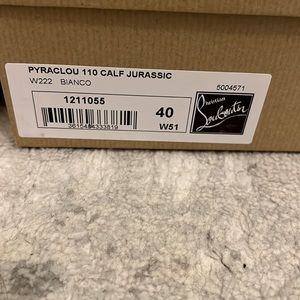 PYRACLOU 110 CALF JURASSIC
W222 BIANCO
5004571
1211055
40
W51
Christian
Louboutin